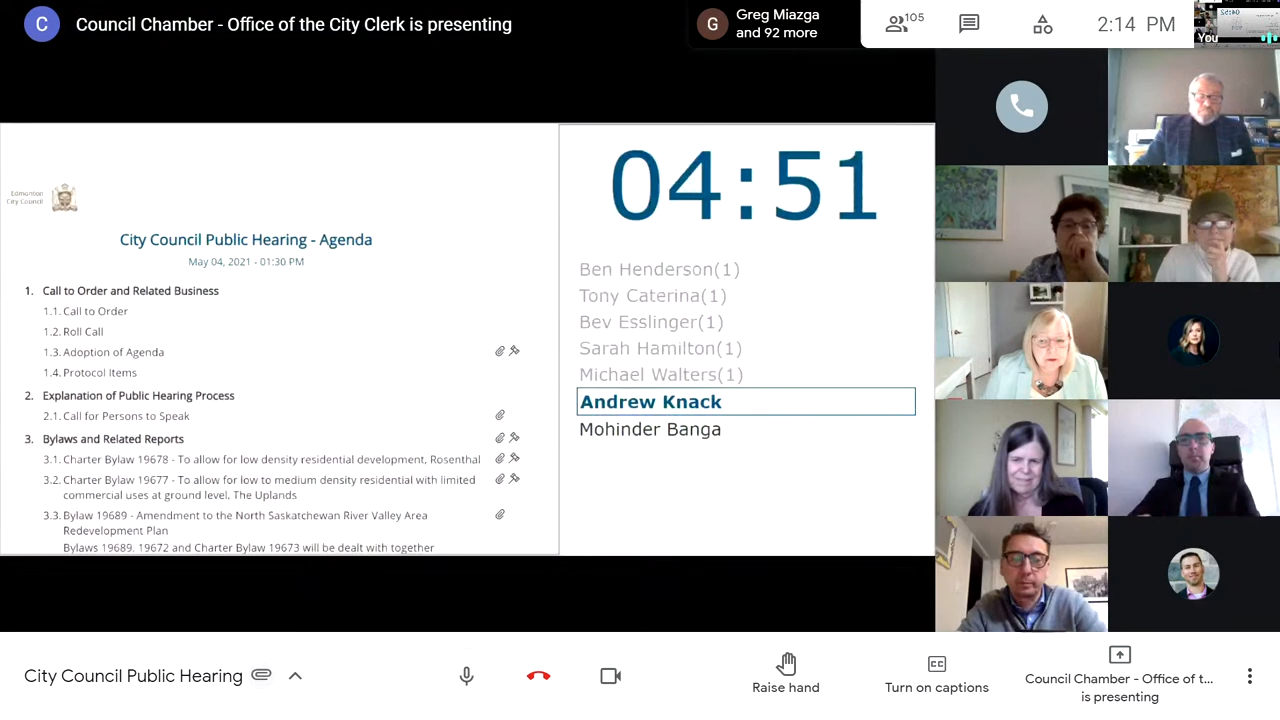 C
Council Chamber - Office of the City Clerk is presenting
G
Greg Miazga
and 92 more
105
2:14 PM
You
Edmonton
City Council
City Council Public Hearing - Agenda
May 04, 2021 - 01:30 PM
1. Call to Order and Related Business
1.1. Call to Order
1.2. Roll Call
1.3. Adoption of Agenda
1.4. Protocol Items
2. Explanation of Public Hearing Process
2.1. Call for Persons to Speak
3. Bylaws and Related Reports
3.1. Charter Bylaw 19678 - To allow for low density residential development, Rosenthal
3.2. Charter Bylaw 19677 - To allow for low to medium density residential with limited
commercial uses at ground level, The Uplands
3.3. Bylaw 19689 - Amendment to the North Saskatchewan River Valley Area
Redevelopment Plan
Bylaws 19689, 19672 and Charter Bylaw 19673 will be dealt with together
04:51
Ben Henderson(1)
Tony Caterina(1)
Bev Esslinger(1)
Sarah Hamilton(1)
Michael Walters(1)
Andrew Knack
Mohinder Banga
City Council Public Hearing
Raise hand
CC
Turn on captions
Council Chamber - Office of t...
is presenting